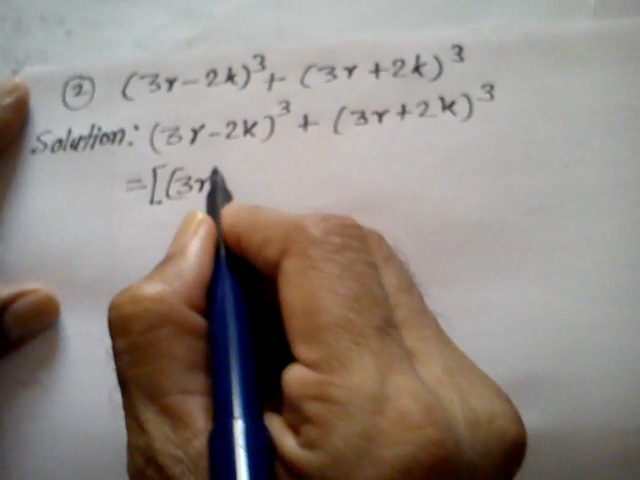 ② (3r-2k)³+ (3r+2k)³
Solution: (3r-2k)³ + (3r+2k)³
=[(3r